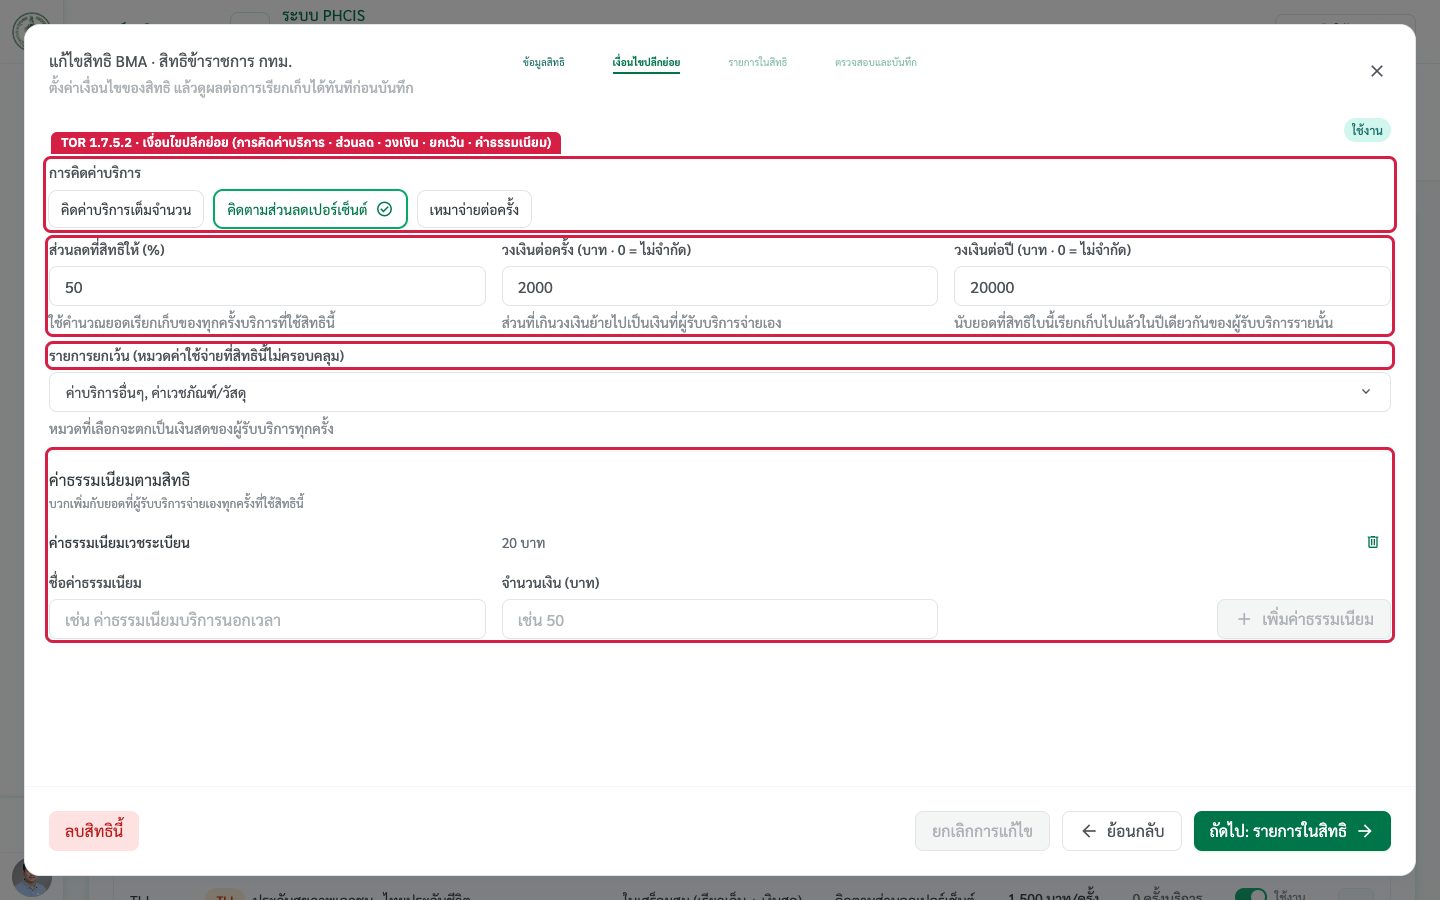 ระบบ PHCIS
แก้ไขสิทธิ BMA · สิทธิข้าราชการ กทม.
ตั้งค่าเงื่อนไขของสิทธิ แล้วดูผลต่อการเรียกเก็บได้ทันทีก่อนบันทึก
ข้อมูลสิทธิ
เงื่อนไขปลีกย่อย
รายการในสิทธิ
ตรวจสอบและบันทึก
ใช้งาน
TOR 1.7.5.2 · เงื่อนไขปลีกย่อย (การคิดค่าบริการ · ส่วนลด · วงเงิน · ยกเว้น · ค่าธรรมเนียม)
การคิดค่าบริการ
คิดค่าบริการเต็มจำนวน
คิดตามส่วนลดเปอร์เซ็นต์
เหมาจ่ายต่อครั้ง
ส่วนลดที่สิทธิให้ (%)
วงเงินต่อครั้ง (บาท · 0 = ไม่จำกัด)
วงเงินต่อปี (บาท · 0 = ไม่จำกัด)
50
2000
20000
ใช้คำนวณยอดเรียกเก็บของทุกครั้งบริการที่ใช้สิทธินี้
ส่วนที่เกินวงเงินย้ายไปเป็นเงินที่ผู้รับบริการจ่ายเอง
นับยอดที่สิทธิใบนี้เรียกเก็บไปแล้วในปีเดียวกันของผู้รับบริการรายนั้น
รายการยกเว้น (หมวดค่าใช้จ่ายที่สิทธินี้ไม่ครอบคลุม)
ค่าบริการอื่นๆ, ค่าเวชภัณฑ์/วัสดุ
หมวดที่เลือกจะตกเป็นเงินสดของผู้รับบริการทุกครั้ง
ค่าธรรมเนียมตามสิทธิ
บวกเพิ่มกับยอดที่ผู้รับบริการจ่ายเองทุกครั้งที่ใช้สิทธินี้
ค่าธรรมเนียมเวชระเบียน
20 บาท
ชื่อค่าธรรมเนียม
จำนวนเงิน (บาท)
เช่น ค่าธรรมเนียมบริการนอกเวลา
เช่น 50
เพิ่มค่าธรรมเนียม
ลบสิทธินี้
ยกเลิกการแก้ไข
ย้อนกลับ
ถัดไป: รายการในสิทธิ